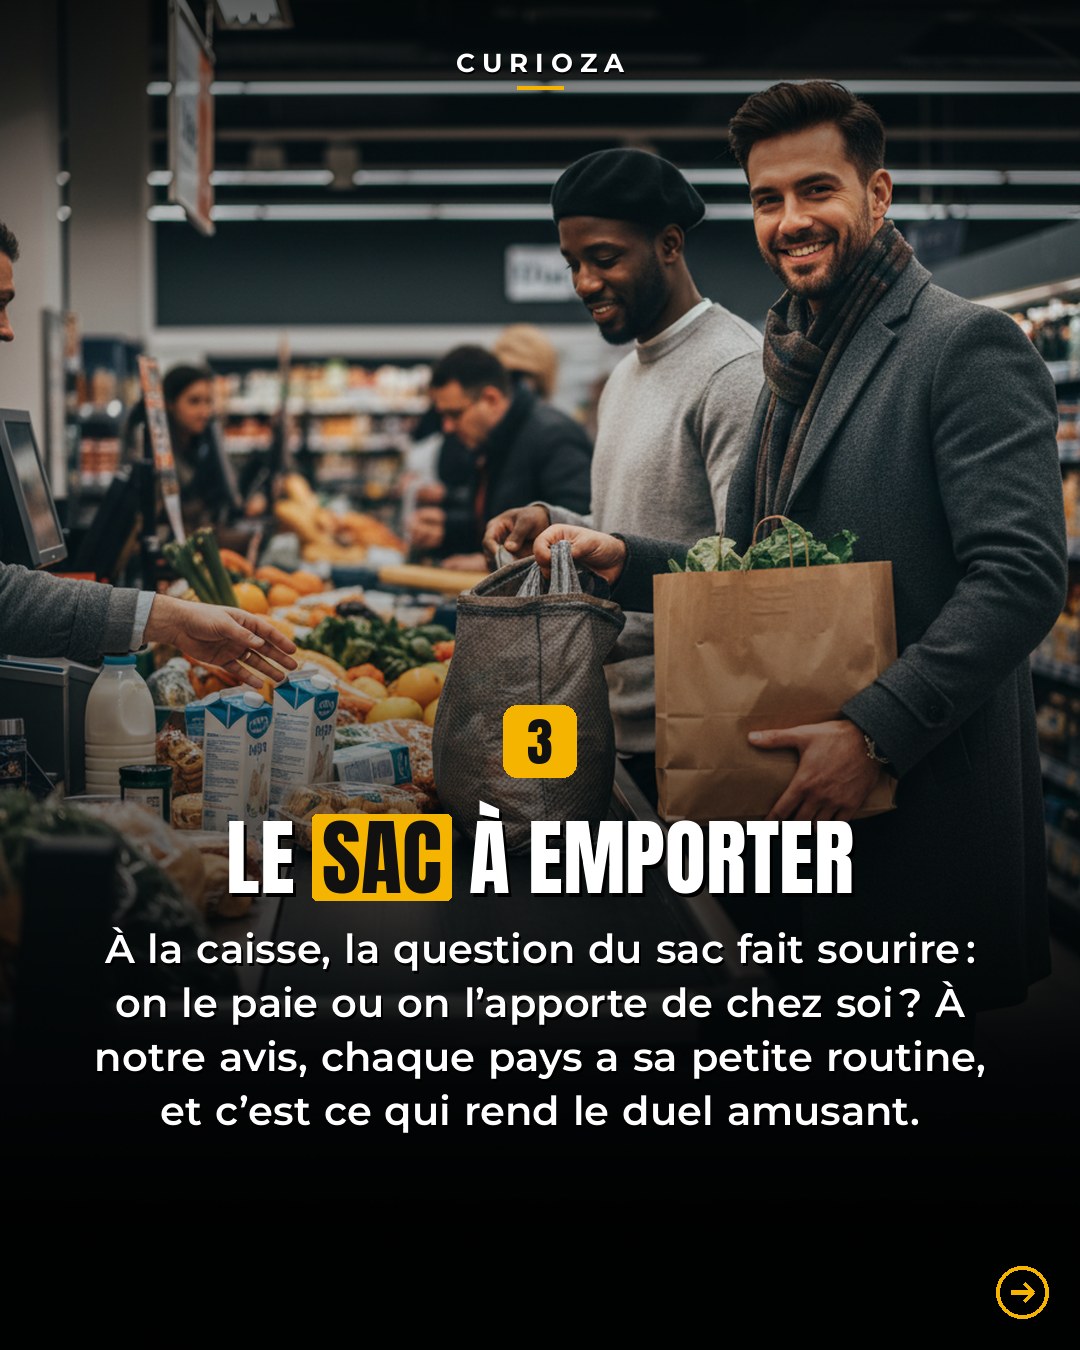 CURIOZA
3
LE SAC À EMPORTER
À la caisse, la question du sac fait sourire :
on le paie ou on l’apporte de chez soi ? À
notre avis, chaque pays a sa petite routine,
et c’est ce qui rend le duel amusant.